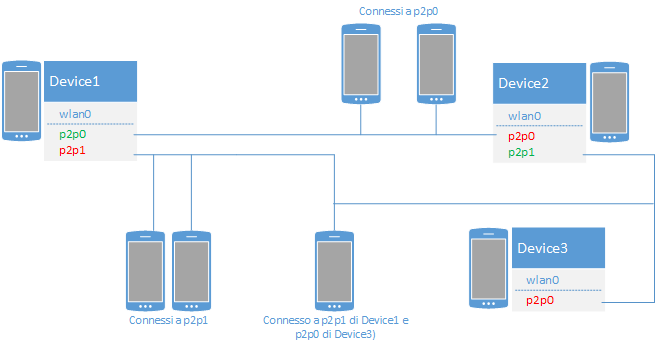 Connessi a p2p0
Device1
wlan0
p2p0
p2p1
Device2
wlan0
p2p0
p2p1
Device3
wlan0
p2p0
Connessi a p2p1
Connesso a p2p1 di Device1 e
p2p0 di Device3)